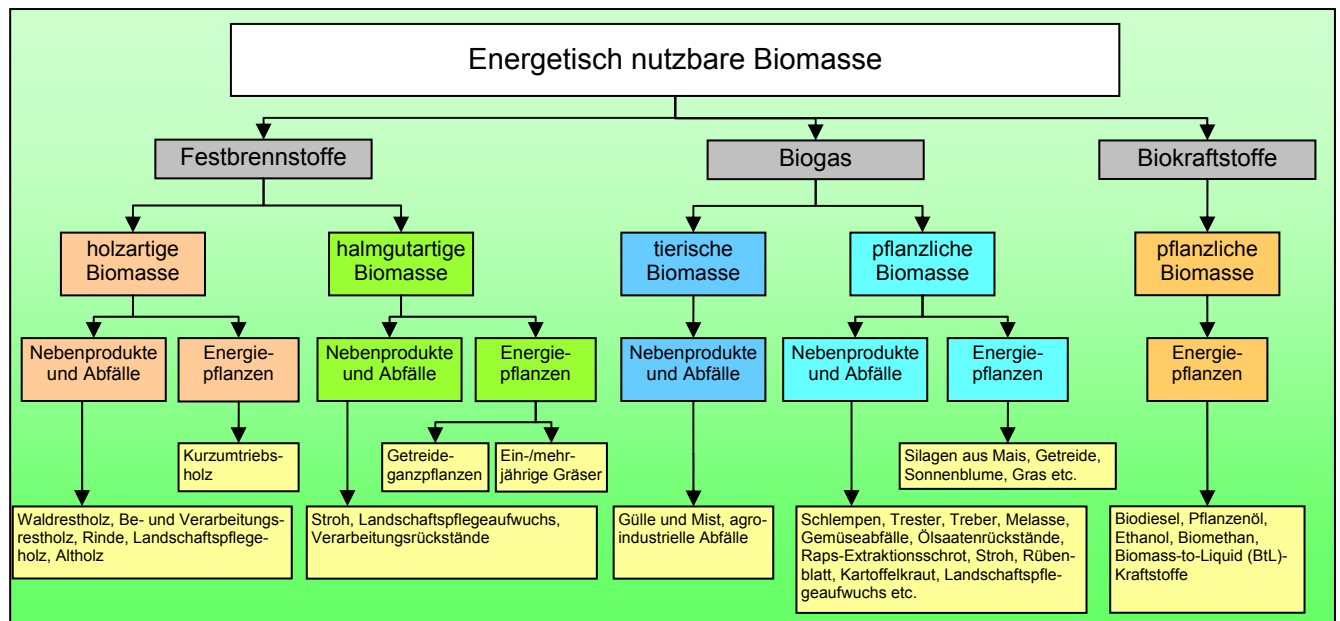 Energetisch nutzbare Biomasse
Festbrennstoffe
Biogas
Biokraftstoffe
holzartige
Biomasse
halmgutartige
Biomasse
tierische
Biomasse
pflanzliche
Biomasse
pflanzliche
Biomasse
Nebenprodukte
und Abfälle
Energie-
pflanzen
Nebenprodukte
und Abfälle
Energie-
pflanzen
Nebenprodukte
und Abfälle
Nebenprodukte
und Abfälle
Energie-
pflanzen
Energie-
pflanzen
Kurzumtriebs-
holz
Getreide-
ganzpflanzen
Ein-/mehr-
jährige Gräser
Silagen aus Mais, Getreide,
Sonnenblume, Gras etc.
Waldrestholz, Be- und Verarbeitungs-
restholz, Rinde, Landschaftspflege-
holz, Altholz
Stroh, Landschaftspflegeaufwuchs,
Verarbeitungsrückstände
Gülle und Mist, agro-
industrielle Abfälle
Schlempen, Trester, Treber, Melasse,
Gemüseabfälle, Ölsaatenrückstände,
Raps-Extraktionsschrot, Stroh, Rüben-
blatt, Kartoffelkraut, Landschaftspfle-
geaufwuchs etc.
Biodiesel, Pflanzenöl,
Ethanol, Biomethan,
Biomass-to-Liquid (BtL)-
Kraftstoffe